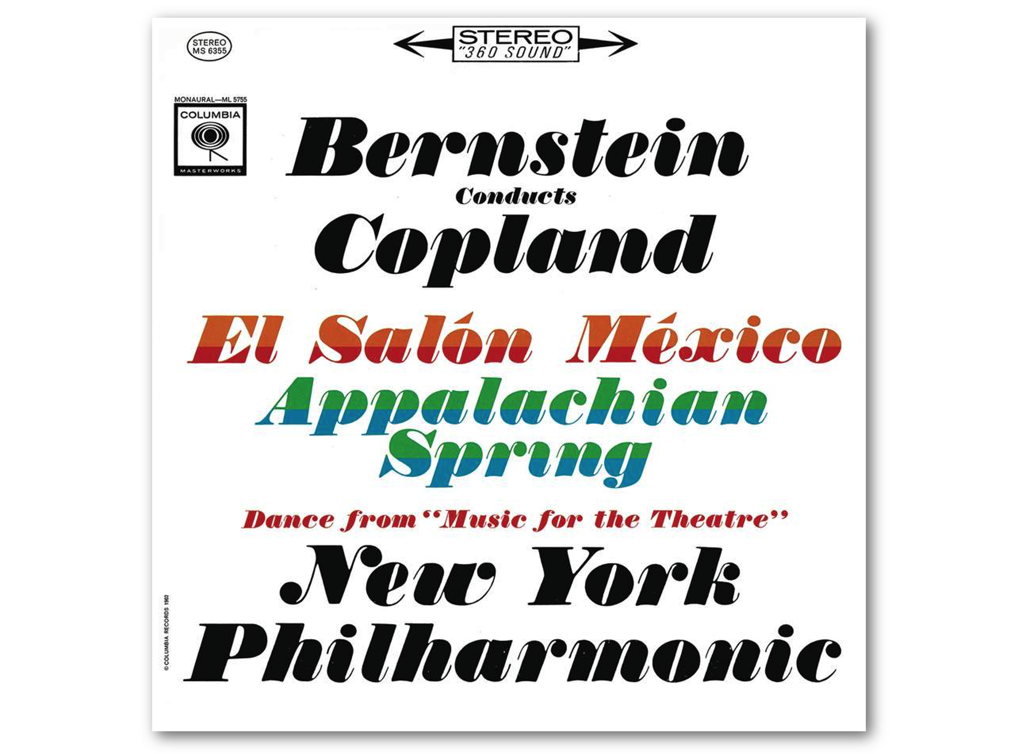 STEREO
MS 6355
STEREO
"360 SOUND"
MONAURAL—ML 5755
COLUMBIA
MASTERWORKS
Bernstein
Conducts
Copland
El Salón México
Appalachian
Spring
Dance from “Music for the Theatre”
New York
Philharmonic
© COLUMBIA RECORDS 1962